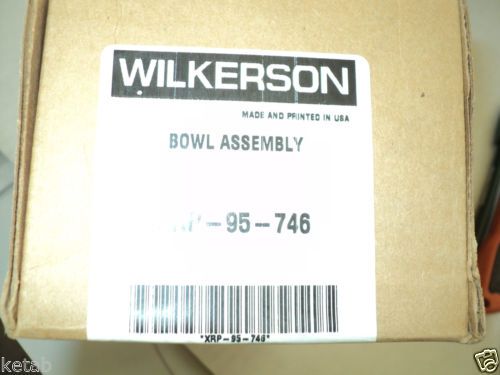 WILKERSON
MADE AND PRINTED IN USA
BOWL ASSEMBLY
RP-95-746
*XRP-95-746*
ketab